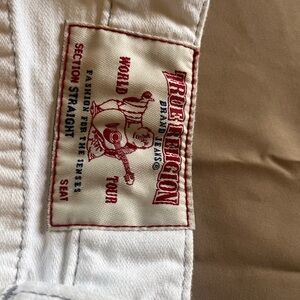 TRUE RELIGION
BRAND JEANS®
WORLD TOUR
FASHION FOR THE SENSES
SECTION STRAIGHT SEAT